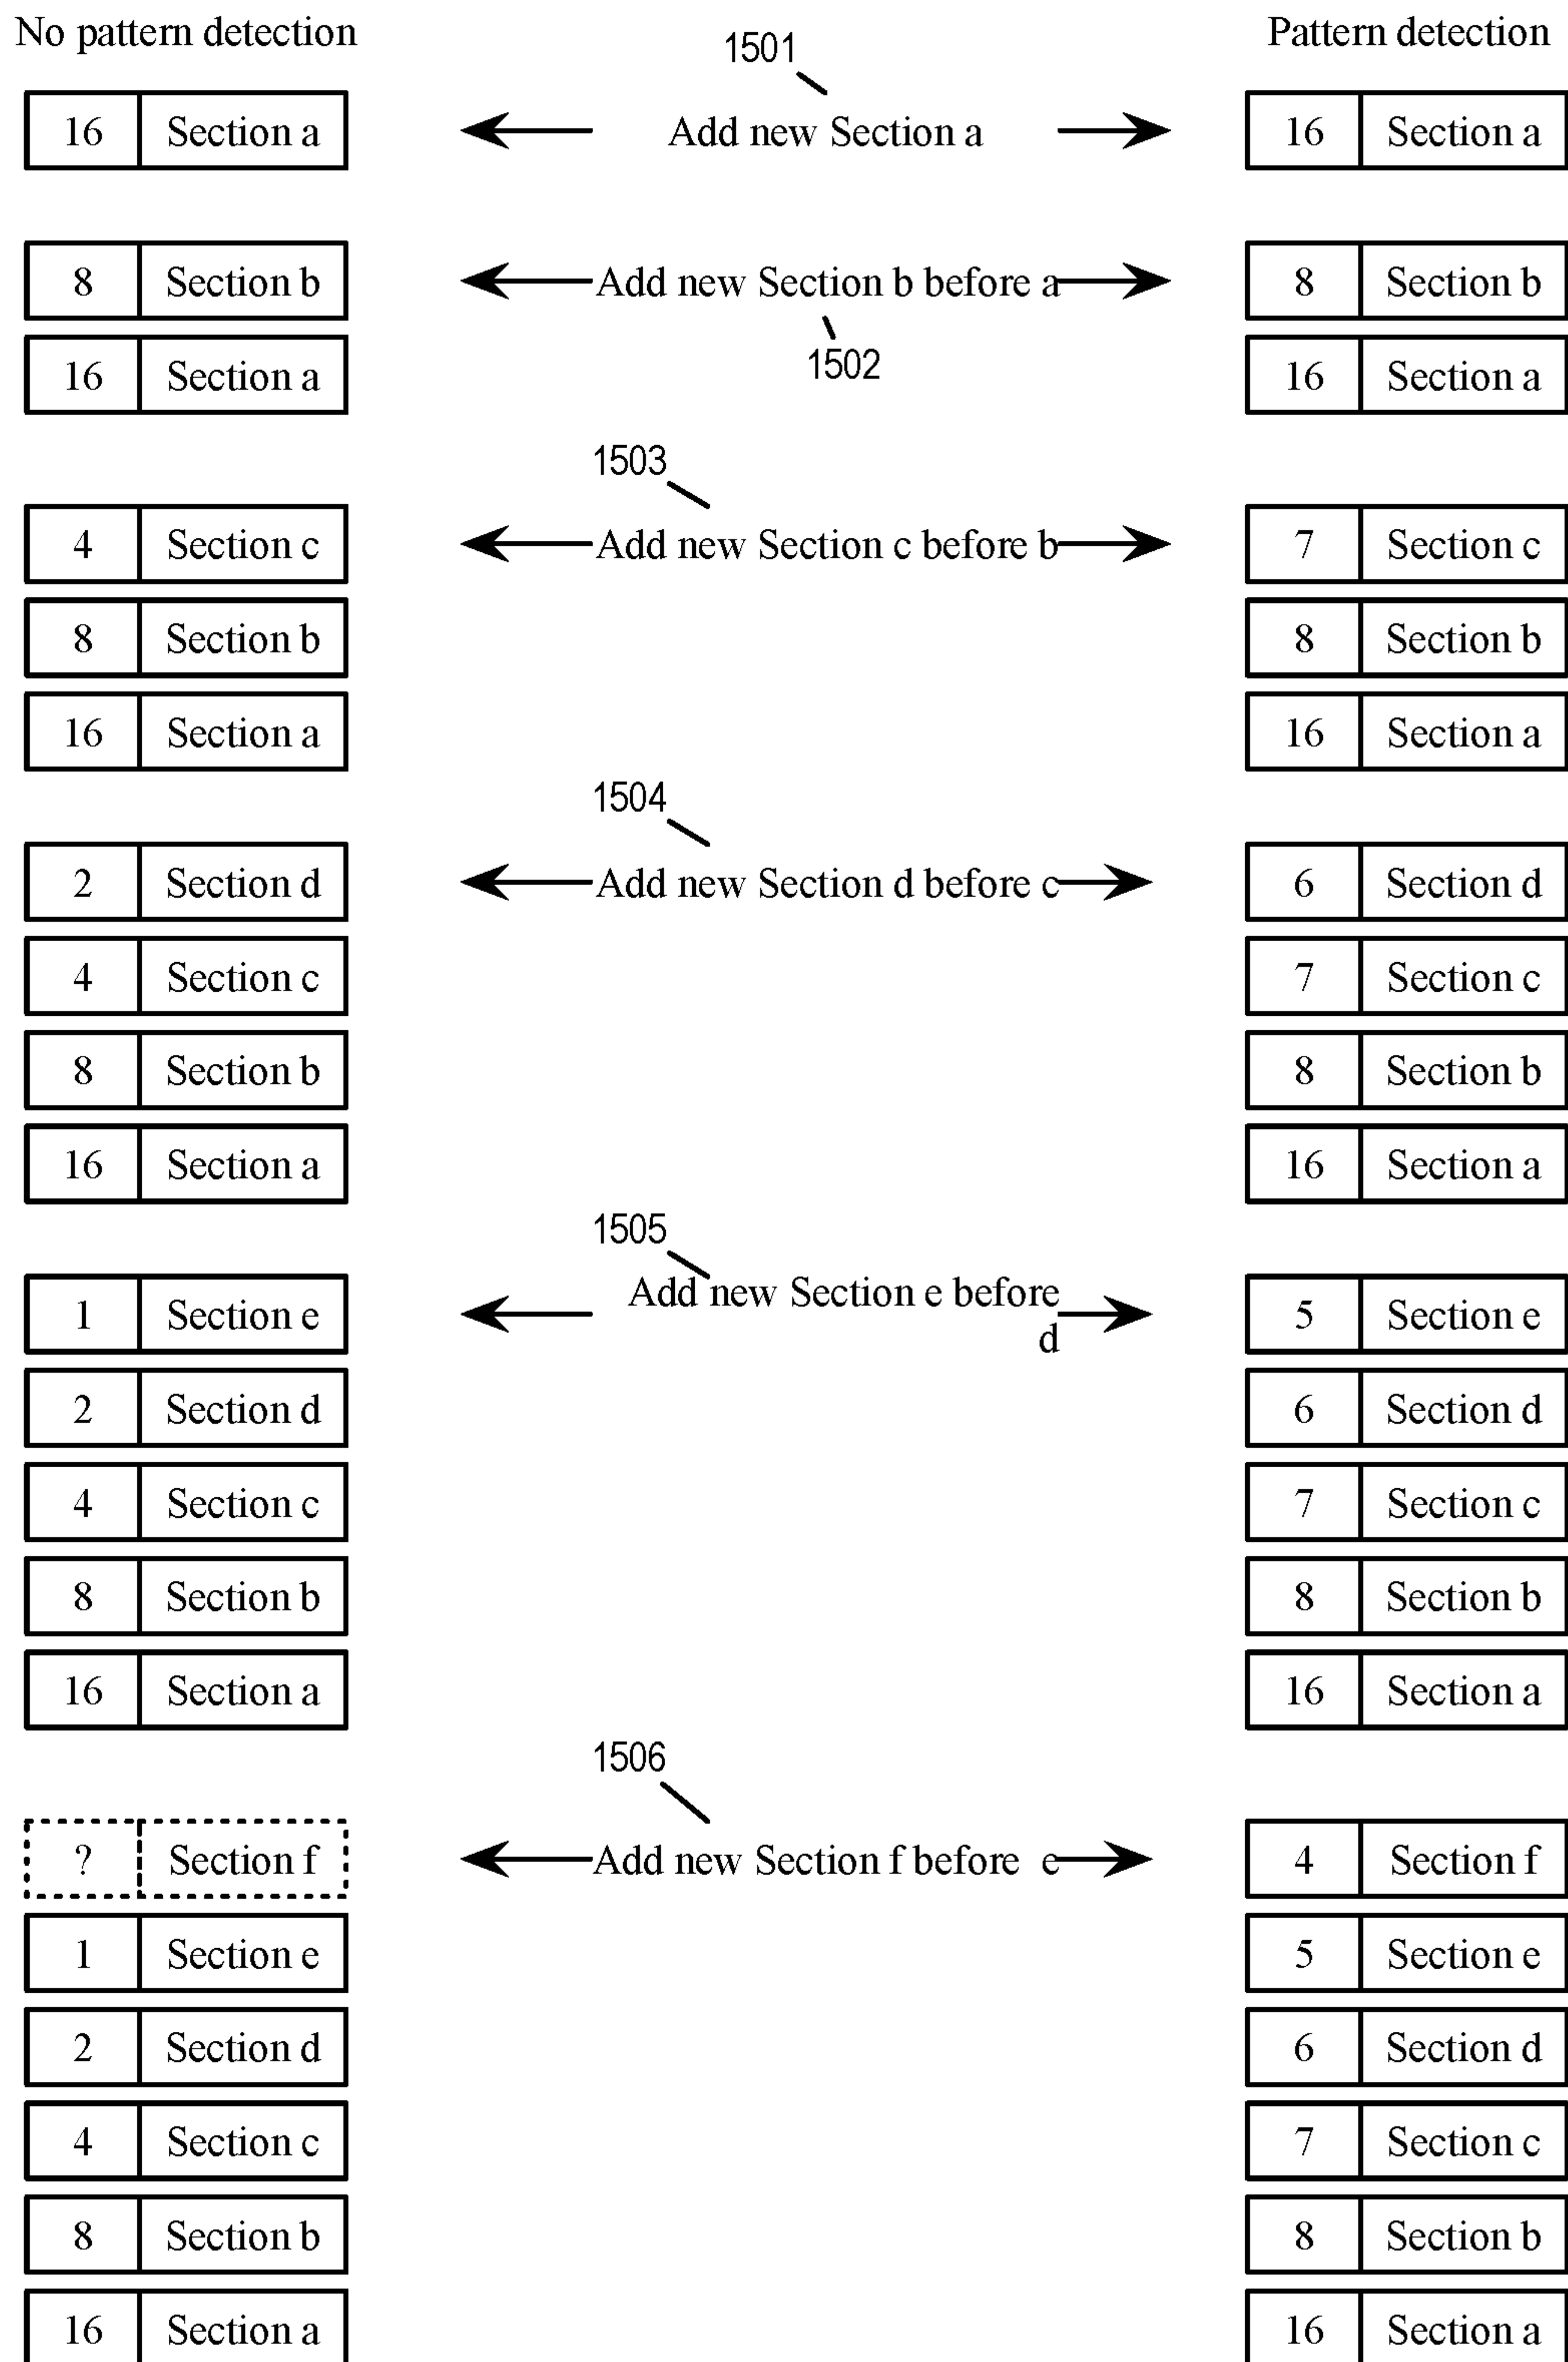 No pattern detection
Pattern detection
1501
16 Section a
Add new Section a
16 Section a
8 Section b
Add new Section b before a
8 Section b
1502
16 Section a
16 Section a
1503
4 Section c
Add new Section c before b
7 Section c
8 Section b
8 Section b
16 Section a
16 Section a
1504
2 Section d
Add new Section d before c
6 Section d
4 Section c
7 Section c
8 Section b
8 Section b
16 Section a
16 Section a
1505
1 Section e
Add new Section e before
d
5 Section e
2 Section d
6 Section d
4 Section c
7 Section c
8 Section b
8 Section b
16 Section a
16 Section a
1506
? Section f
Add new Section f before e
4 Section f
1 Section e
5 Section e
2 Section d
6 Section d
4 Section c
7 Section c
8 Section b
8 Section b
16 Section a
16 Section a